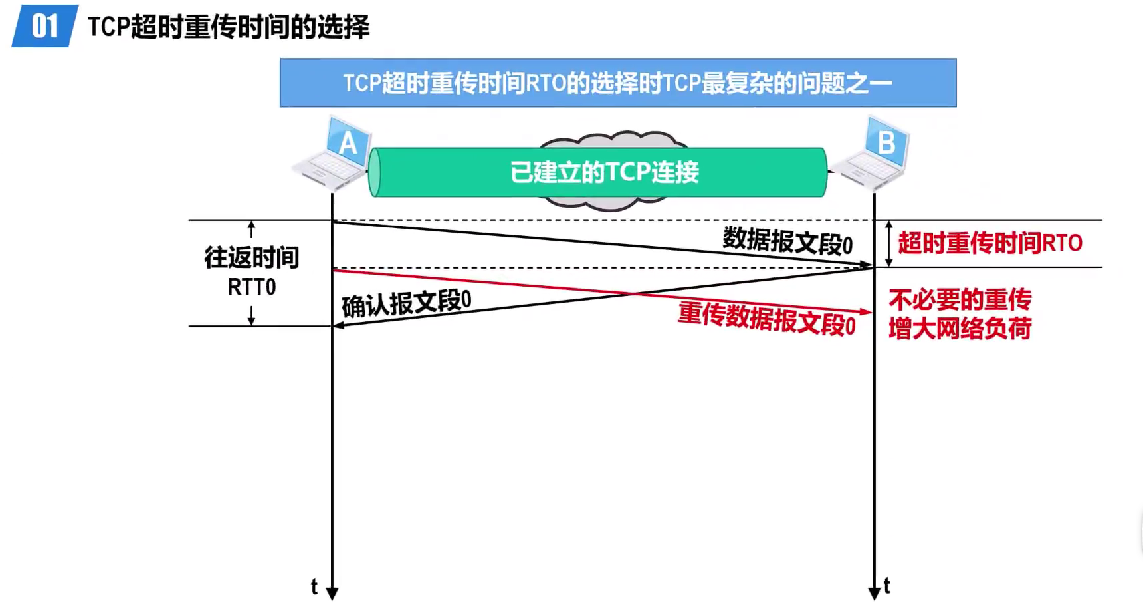 01 TCP超时重传时间的选择
TCP超时重传时间RTO的选择时TCP最复杂的问题之一
A
B
已建立的TCP连接
数据报文段0
超时重传时间RTO
往返时间
RTT0
确认报文段0
重传数据报文段0
不必要的重传
增大网络负荷
t
t